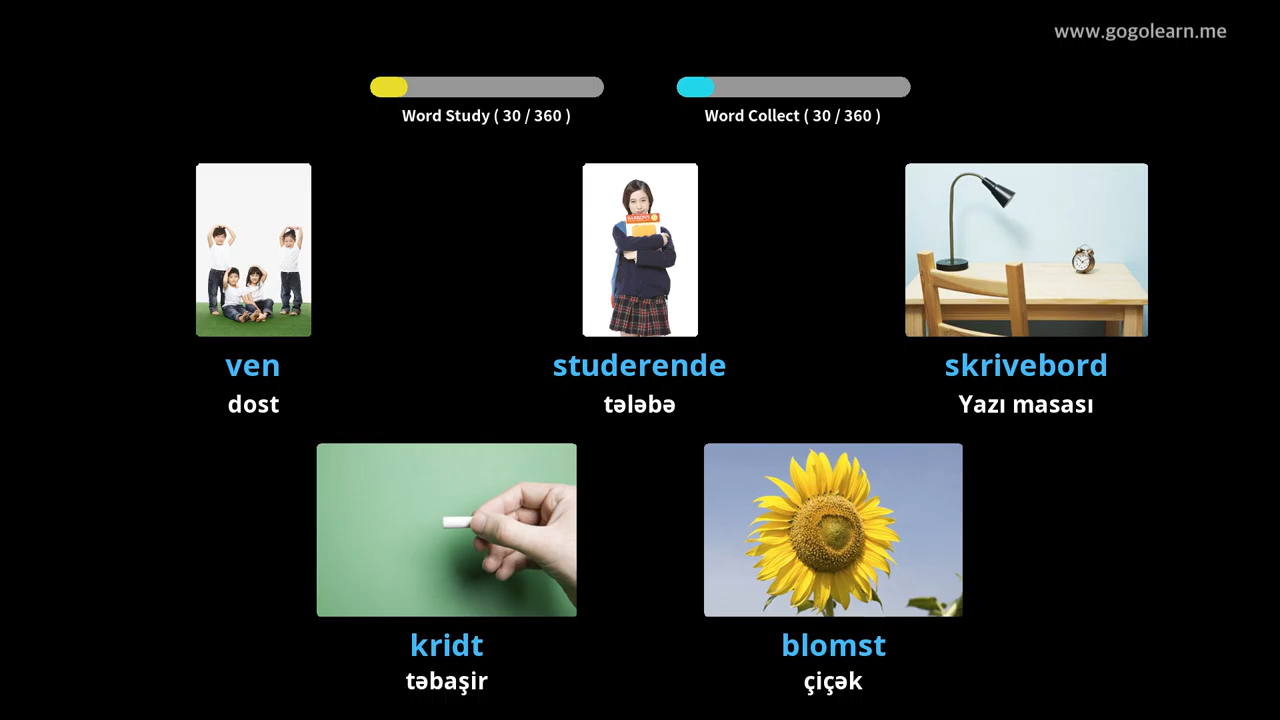 www.gogolearn.me
Word Study ( 30 / 360 )
Word Collect ( 30 / 360 )
ven
dost
studerende
tələbə
skrivebord
Yazı masası
kridt
təbaşir
blomst
çiçək